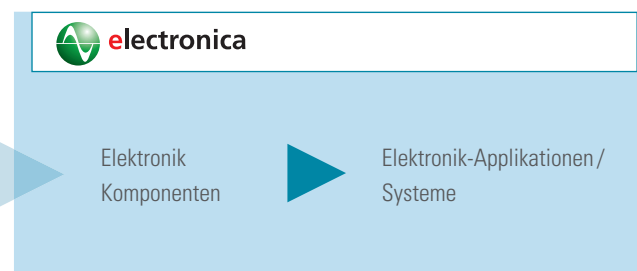 electronica
Elektronik
Komponenten
Elektronik-Applikationen/
Systeme